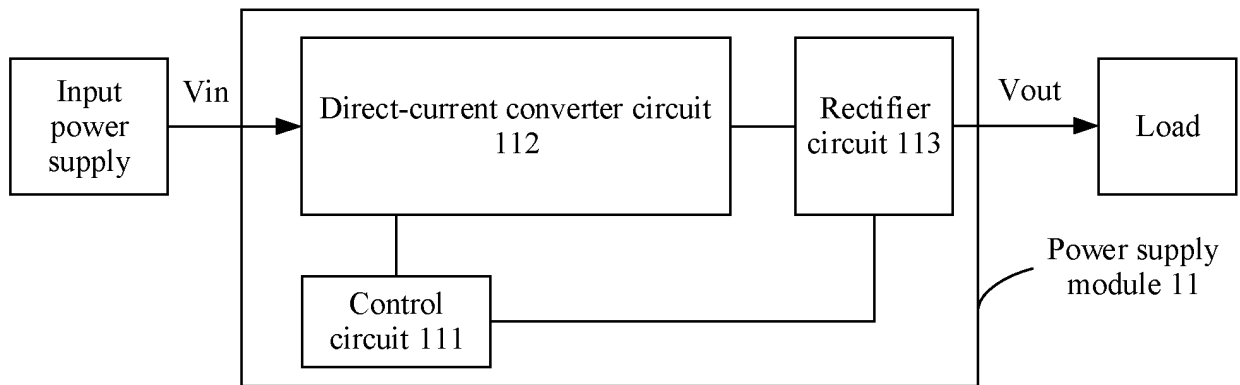 Input
power
supply
Vin
Direct-current converter circuit
112
Rectifier
circuit 113
Vout
Load
Control
circuit 111
Power supply
module 11